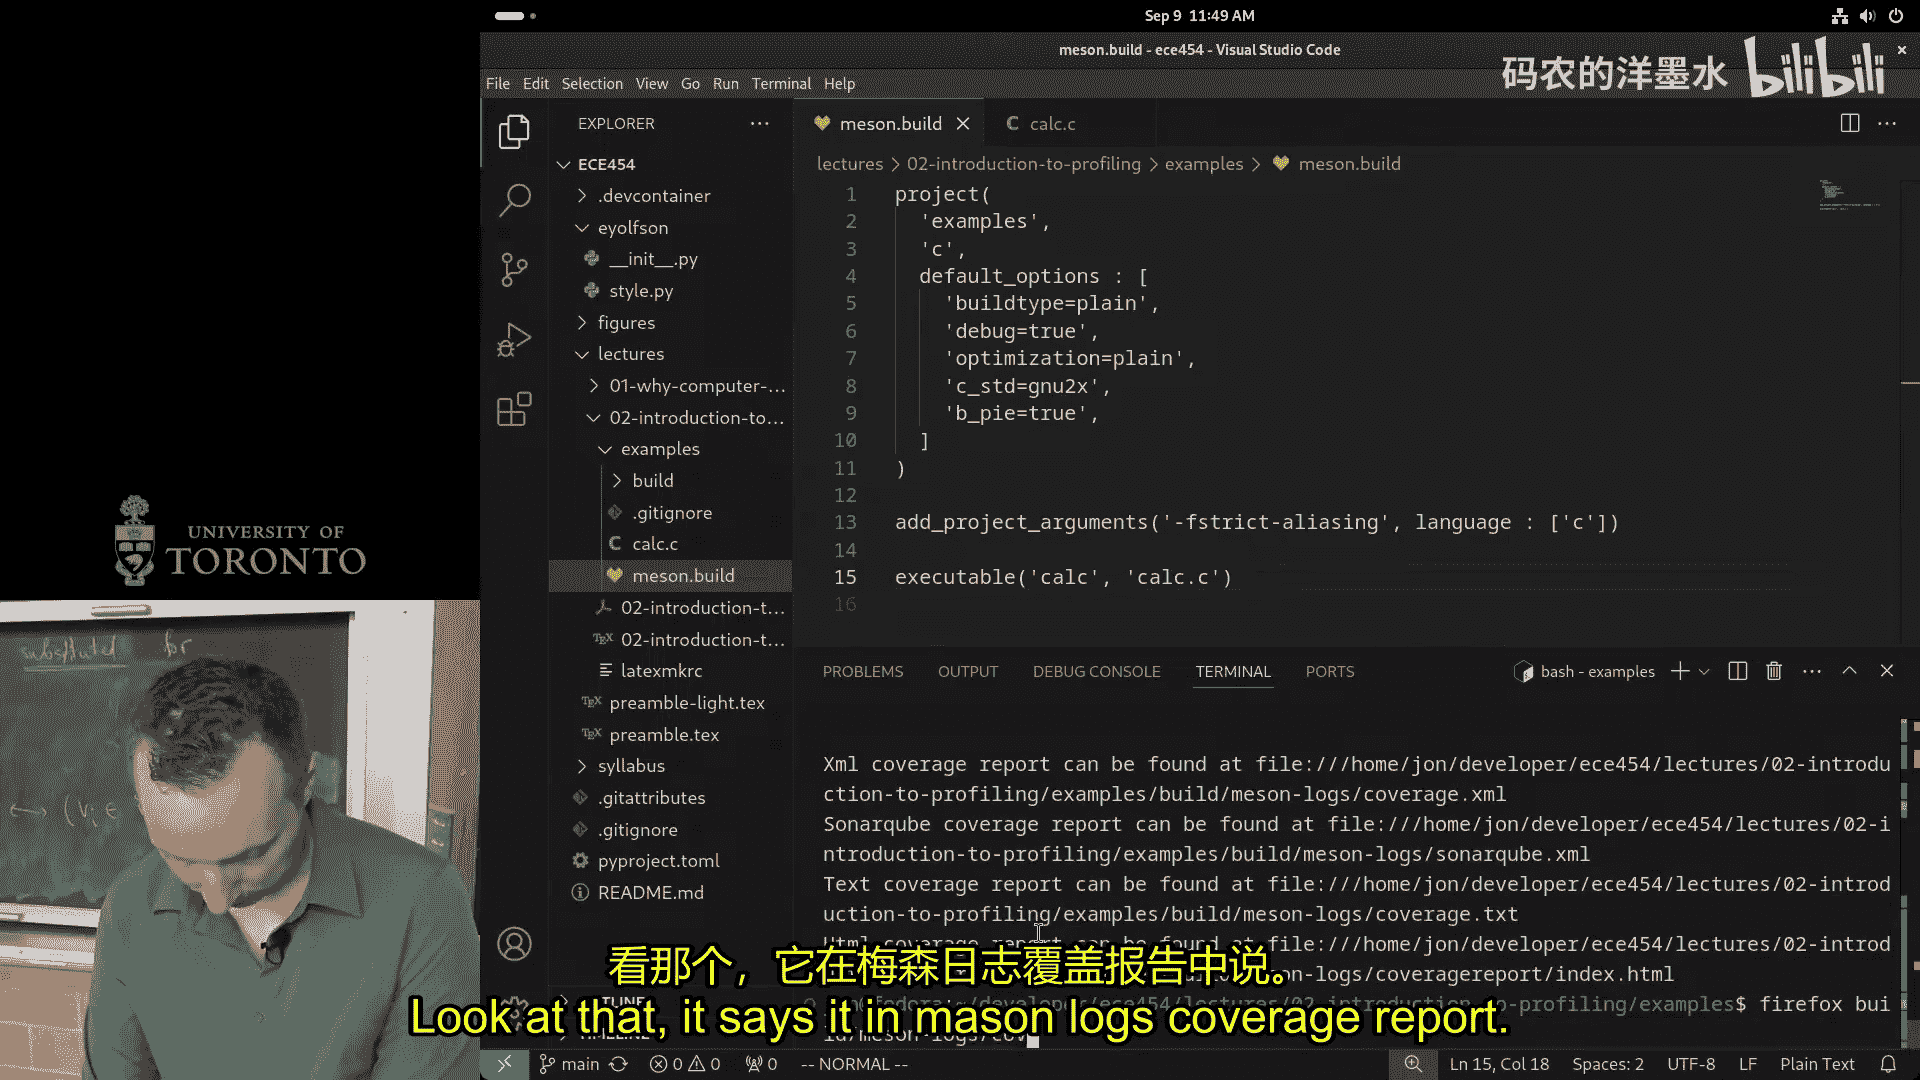 Sep 9 11:49 AM
meson.build - ece454 - Visual Studio Code
码农的洋墨水 bilibili
File Edit Selection View Go Run Terminal Help
EXPLORER
meson.build
calc.c
ECE454
.devcontainer
eyolfson
__init__.py
style.py
figures
lectures
01-why-computer-...
02-introduction-to...
examples
build
.gitignore
calc.c
meson.build
02-introduction-t...
02-introduction-t...
latexmkrc
preamble-light.tex
preamble.tex
syllabus
.gitattributes
.gitignore
pyproject.toml
README.md
lectures > 02-introduction-to-profiling > examples > meson.build
1 project(
2 'examples',
3 'c',
4 default_options : [
5 'buildtype=plain',
6 'debug=true',
7 'optimization=plain',
8 'c_std=gnu2x',
9 'b_pie=true',
10 ]
11 )
12
13 add_project_arguments('-fstrict-aliasing', language : ['c'])
14
15 executable('calc', 'calc.c')
16
PROBLEMS OUTPUT DEBUG CONSOLE TERMINAL PORTS
bash - examples
Xml coverage report can be found at file:///home/jon/developer/ece454/lectures/02-introdu
ction-to-profiling/examples/build/meson-logs/coverage.xml
Sonarqube coverage report can be found at file:///home/jon/developer/ece454/lectures/02-i
ntroduction-to-profiling/examples/build/meson-logs/sonarqube.xml
Text coverage report can be found at file:///home/jon/developer/ece454/lectures/02-introd
uction-to-profiling/examples/build/meson-logs/coverage.txt
file:///home/jon/developer/ece454/lectures/02-introd
coveragereport/index.html
-profiling/examples$ firefox bui
看那个，它在梅森日志覆盖报告中说。
Look at that, it says it in mason logs coverage report.
main 0 0 0 -- NORMAL --
Ln 15, Col 18 Spaces: 2 UTF-8 LF Plain Text
UNIVERSITY OF
TORONTO
substituted for